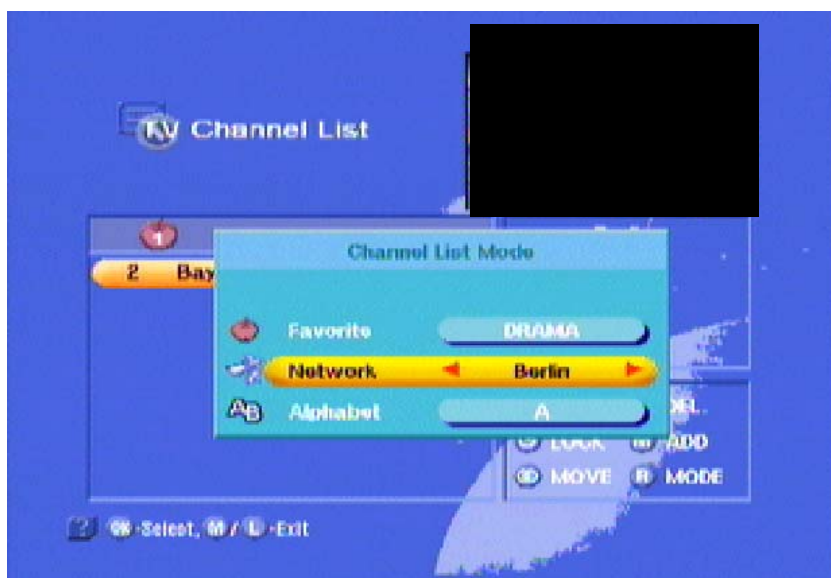 TV Channel List
1
Channel List Mode
2 Bay
Favorite DRAMA
Network Berlin
AB Alphabet A
LOCK ADD
MOVE MODE
OK-Select, M / L-Exit